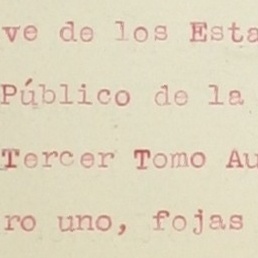 ve de los Esta
Público de la
Tercer Tomo Au
ro uno, fojas